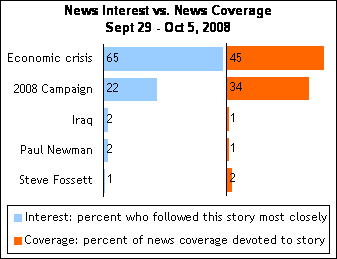 News Interest vs. News Coverage
Sept 29 - Oct 5, 2008
Economic crisis 65 45
2008 Campaign 22 34
Iraq 2 1
Paul Newman 2 1
Steve Fossett 1 2
Interest: percent who followed this story most closely
Coverage: percent of news coverage devoted to story